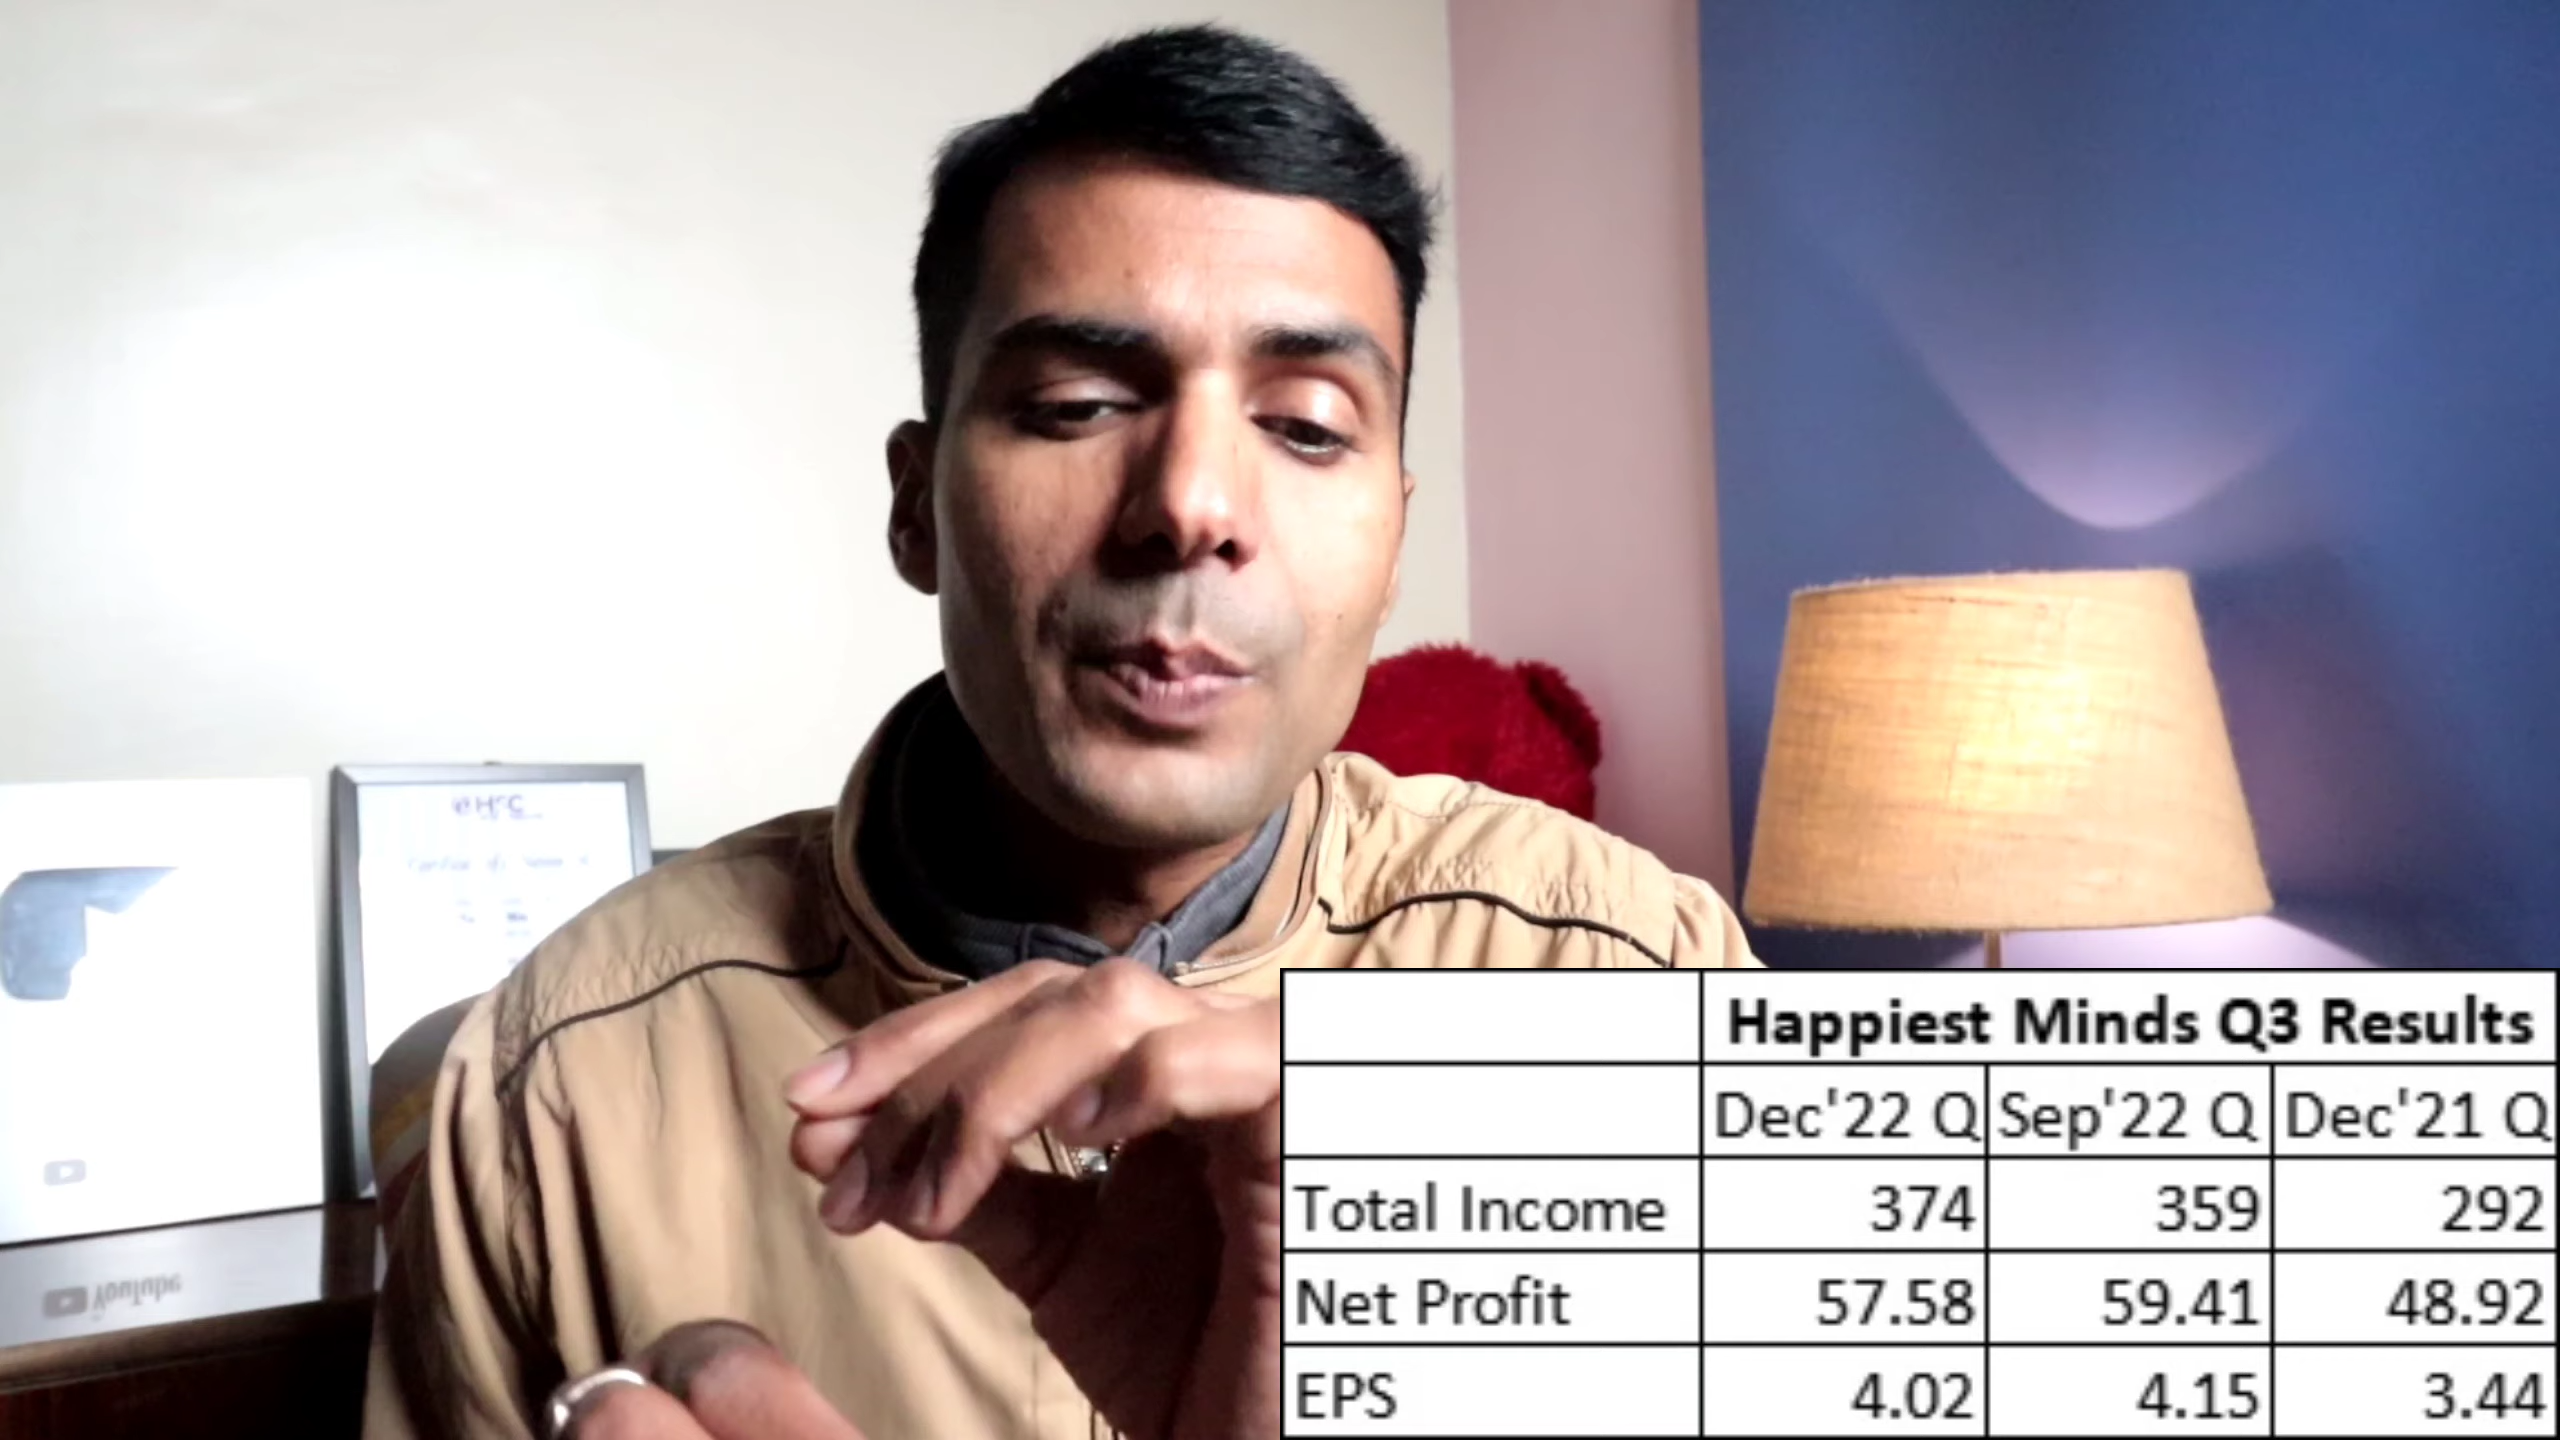 Happiest Minds Q3 Results
Dec'22 Q Sep'22 Q Dec'21 Q
Total Income 374 359 292
Net Profit 57.58 59.41 48.92
EPS 4.02 4.15 3.44
YouTube